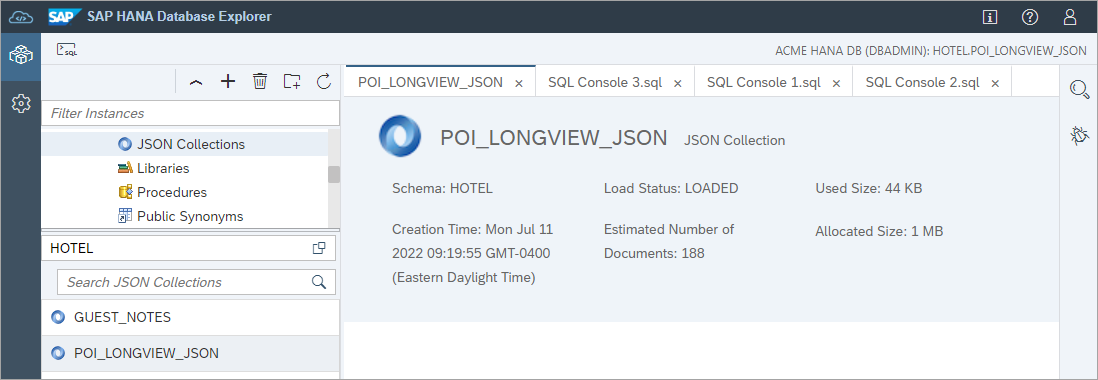 SAP SAP HANA Database Explorer
SQL
ACME HANA DB (DBADMIN): HOTEL.POI_LONGVIEW_JSON
Filter Instances
JSON Collections
Libraries
Procedures
Public Synonyms
HOTEL
Search JSON Collections
GUEST_NOTES
POI_LONGVIEW_JSON
POI_LONGVIEW_JSON × SQL Console 3.sql × SQL Console 1.sql × SQL Console 2.sql ×
POI_LONGVIEW_JSON JSON Collection
Schema: HOTEL
Load Status: LOADED
Used Size: 44 KB
Creation Time: Mon Jul 11
2022 09:19:55 GMT-0400
(Eastern Daylight Time)
Estimated Number of
Documents: 188
Allocated Size: 1 MB